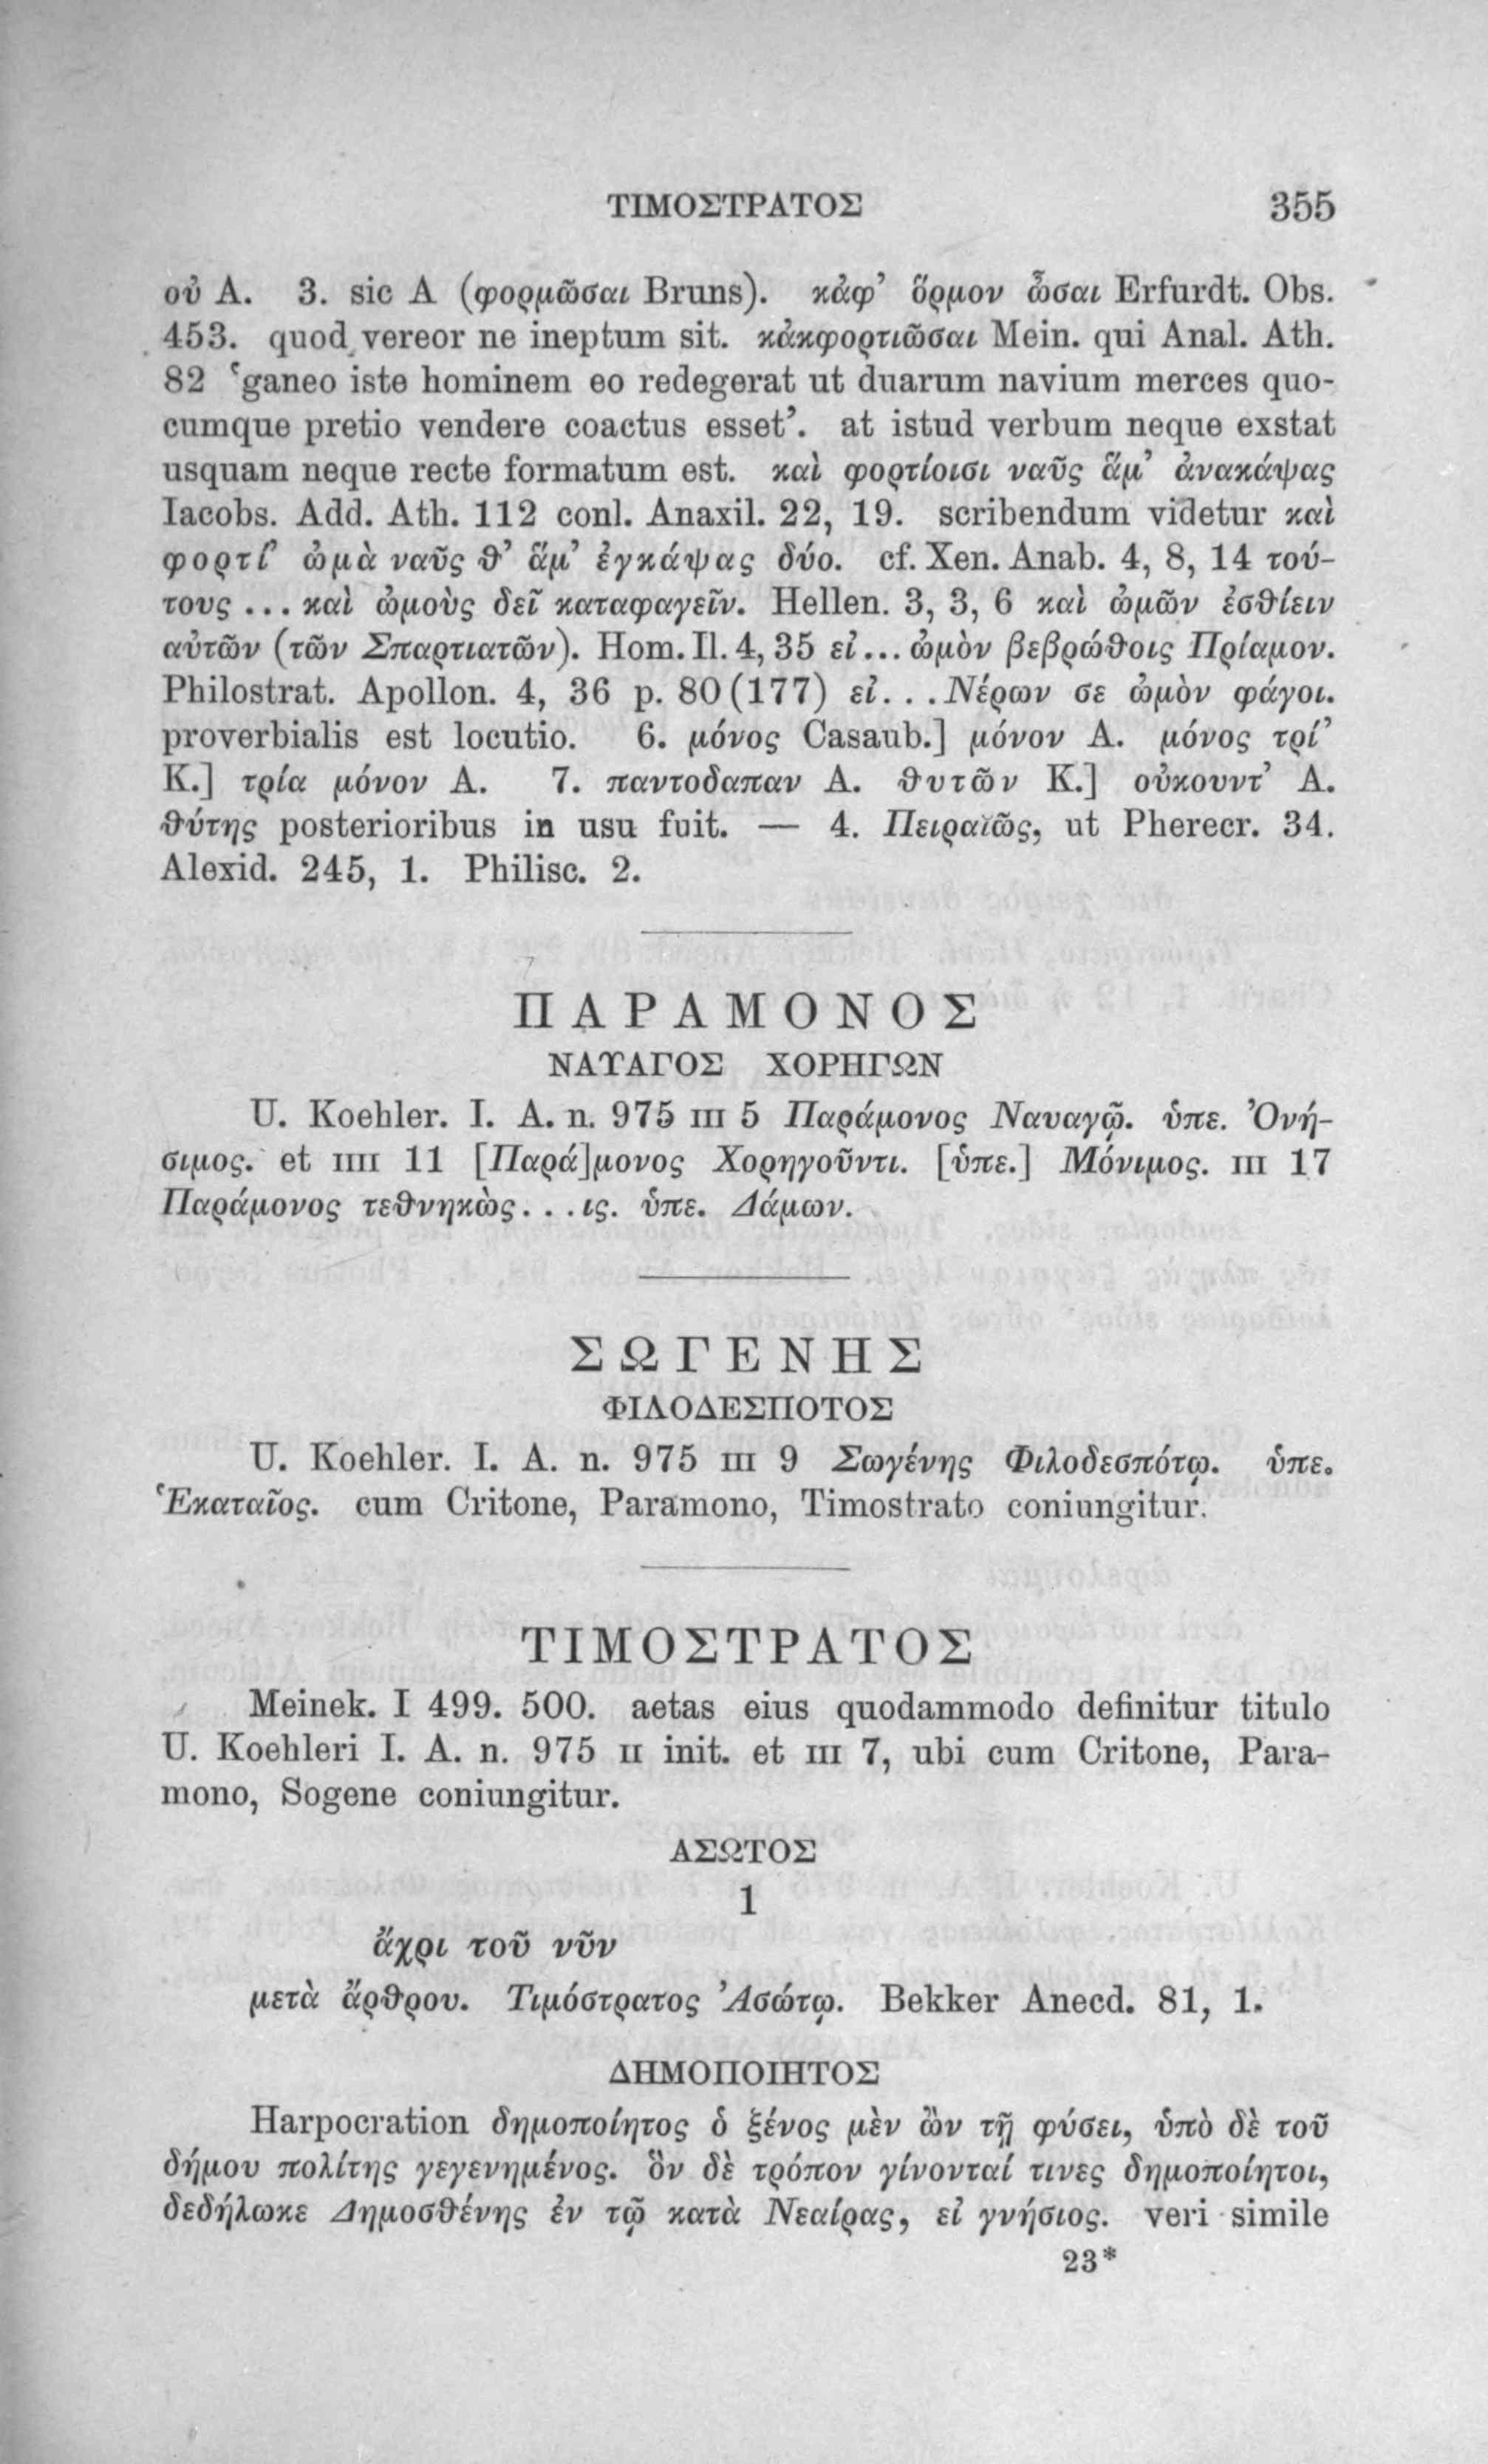 ΤΙΜΟΣΤΡΑΤΟΣ 355
οὐ A. 3. sic A (φορμῶσαι Bruns). κἀφ’ ὅρμον ὦσαι Erfurdt. Obs.
453. quod vereor ne ineptum sit. κἀκφορτιῶσαι Mein. qui Anal. Ath.
82 ‘ganeo iste hominem eo redegerat ut duarum navium merces quo-
cumque pretio vendere coactus esset’. at istud verbum neque exstat
usquam neque recte formatum est. καὶ φορτίοισι ναῦς ἅμ’ ἀνακάψας
Iacobs. Add. Ath. 112 conl. Anaxil. 22, 19. scribendum videtur καὶ
φορτί’ ὠμὰ ναῦς θ’ ἅμ’ ἐγκάψας δύο. cf. Xen. Anab. 4, 8, 14 τού-
τους ... καὶ ὠμοὺς δεῖ καταφαγεῖν. Hellen. 3, 3, 6 καὶ ὠμῶν ἐσθίειν
αὐτῶν (τῶν Σπαρτιατῶν). Hom. Il. 4, 35 εἰ... ὠμὸν βεβρώθοις Πρίαμον.
Philostrat. Apollon. 4, 36 p. 80 (177) εἰ. . .Νέρων σε ὠμὸν φάγοι.
proverbialis est locutio. 6. μόνος Casaub.] μόνον A. μόνος τρί’
K.] τρία μόνον A. 7. παντοδαπαν A. θυτῶν K.] οὐκουντ’ A.
θύτης posterioribus in usu fuit. — 4. Πειραϊῶς, ut Pherecr. 34.
Alexid. 245, 1. Philisc. 2.
ΠΑΡΑΜΟΝΟΣ
ΝΑΥΑΓΟΣ ΧΟΡΗΓΩΝ
U. Koehler. I. A. n. 975 III 5 Παράμονος Ναυαγῷ. ὑπε. Ὀνή-
σιμος. et IIII 11 [Παρά]μονος Χορηγοῦντι. [ὑπε.] Μόνιμος. III 17
Παράμονος τεθνηκὼς. . .ις. ὑπε. Δάμων.
ΣΩΓΕΝΗΣ
ΦΙΛΟΔΕΣΠΟΤΟΣ
U. Koehler. I. A. n. 975 III 9 Σωγένης Φιλοδεσπότῳ. ὑπε.
Ἑκαταῖος. cum Critone, Paramono, Timostrato coniungitur.
ΤΙΜΟΣΤΡΑΤΟΣ
Meinek. I 499. 500. aetas eius quodammodo definitur titulo
U. Koehleri I. A. n. 975 II init. et III 7, ubi cum Critone, Para-
mono, Sogene coniungitur.
ΑΣΩΤΟΣ
1
ἄχρι τοῦ νῦν
μετὰ ἄρθρου. Τιμόστρατος Ἀσώτῳ. Bekker Anecd. 81, 1.
ΔΗΜΟΠΟΙΗΤΟΣ
Harpocration δημοποίητος ὁ ξένος μὲν ὢν τῇ φύσει, ὑπὸ δὲ τοῦ
δήμου πολίτης γεγενημένος. ὃν δὲ τρόπον γίνονταί τινες δημοποίητοι,
δεδήλωκε Δημοσθένης ἐν τῷ κατὰ Νεαίρας, εἰ γνήσιος. veri simile
23*